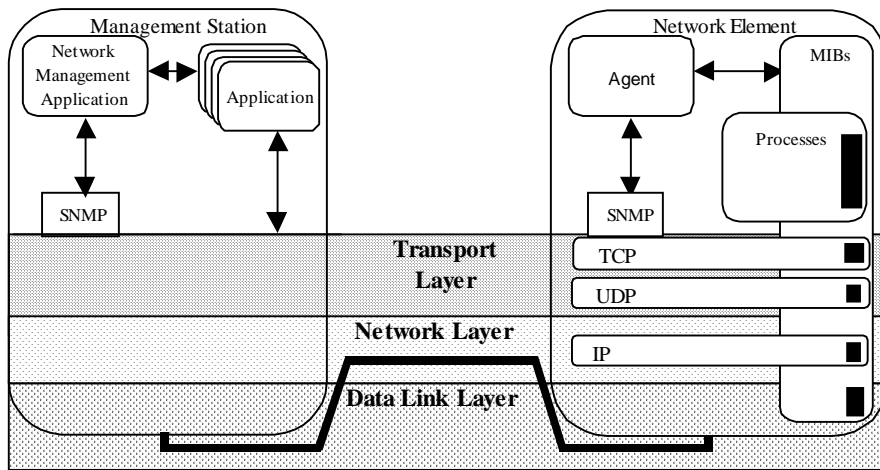 Management Station
Network
Management
Application
Application
SNMP
Network Element
MIBs
Agent
Processes
SNMP
Transport
Layer
TCP
UDP
Network Layer
IP
Data Link Layer